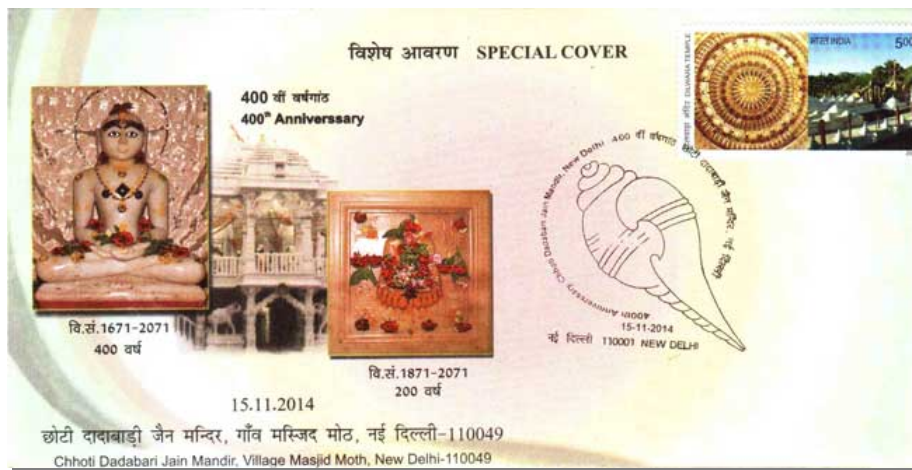 विशेष आवरण SPECIAL COVER
400 वीं वर्षगांठ
400th Anniverssary
DILWARA TEMPLE
भारत INDIA
5.00
400th Anniversary Chhoti Dadabari Jain Mandir, New Delhi 400 वीं वर्षगांठ छोटी दादाबाड़ी जैन मंदिर, नई दिल्ली
15-11-2014
नई दिल्ली 110001 NEW DELHI
वि.सं.1671-2071
400 वर्ष
वि.सं.1871-2071
200 वर्ष
15.11.2014
छोटी दादाबाड़ी जैन मन्दिर, गाँव मस्जिद मोठ, नई दिल्ली-110049
Chhoti Dadabari Jain Mandir, Village Masjid Moth, New Delhi-110049